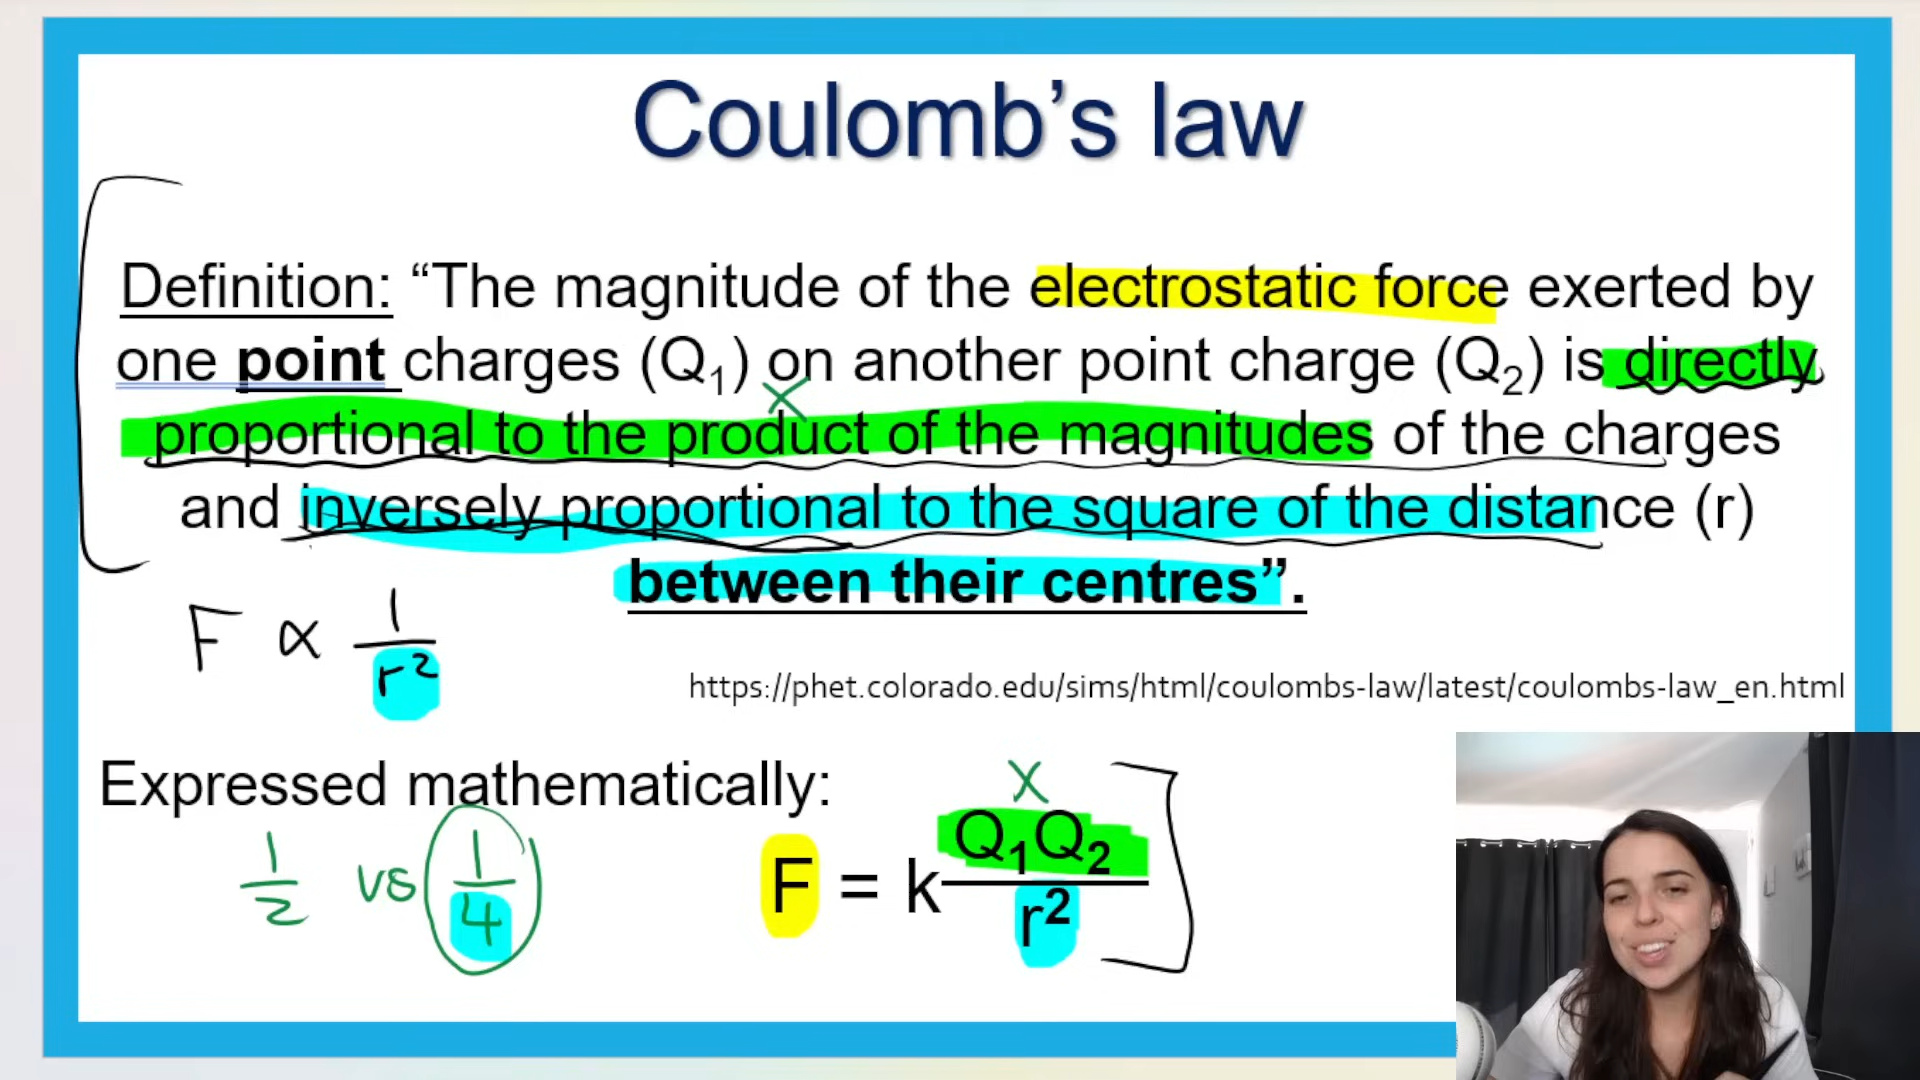 Coulomb’s law
Definition: “The magnitude of the electrostatic force exerted by
one point charges (Q₁) on another point charge (Q₂) is directly
x
proportional to the product of the magnitudes of the charges
and inversely proportional to the square of the distance (r)
between their centres”.
F ∝ 1/r²
https://phet.colorado.edu/sims/html/coulombs-law/latest/coulombs-law_en.html
Expressed mathematically:
x
1/2 vs 1/4
F = k Q₁Q₂/r²